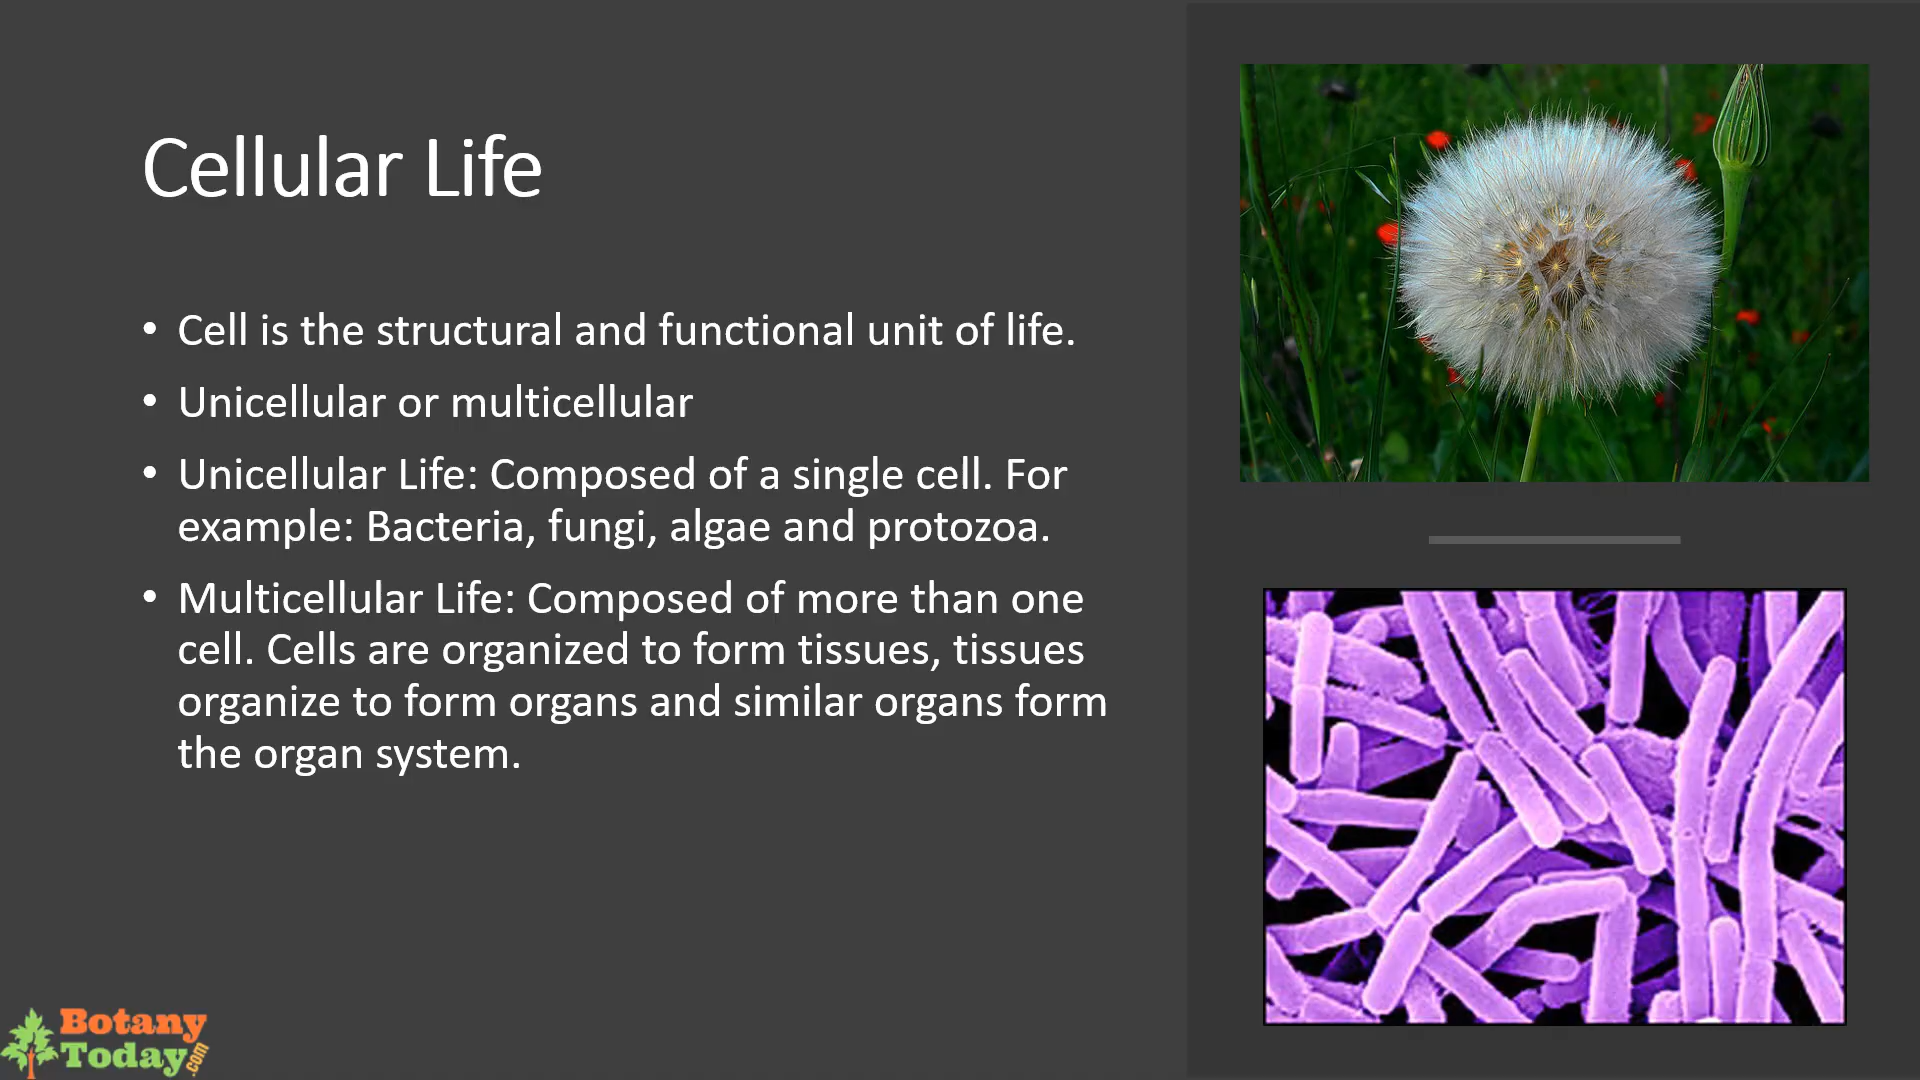 Cellular Life
• Cell is the structural and functional unit of life.
• Unicellular or multicellular
• Unicellular Life: Composed of a single cell. For
example: Bacteria, fungi, algae and protozoa.
• Multicellular Life: Composed of more than one
cell. Cells are organized to form tissues, tissues
organize to form organs and similar organs form
the organ system.
Botany
Today.com